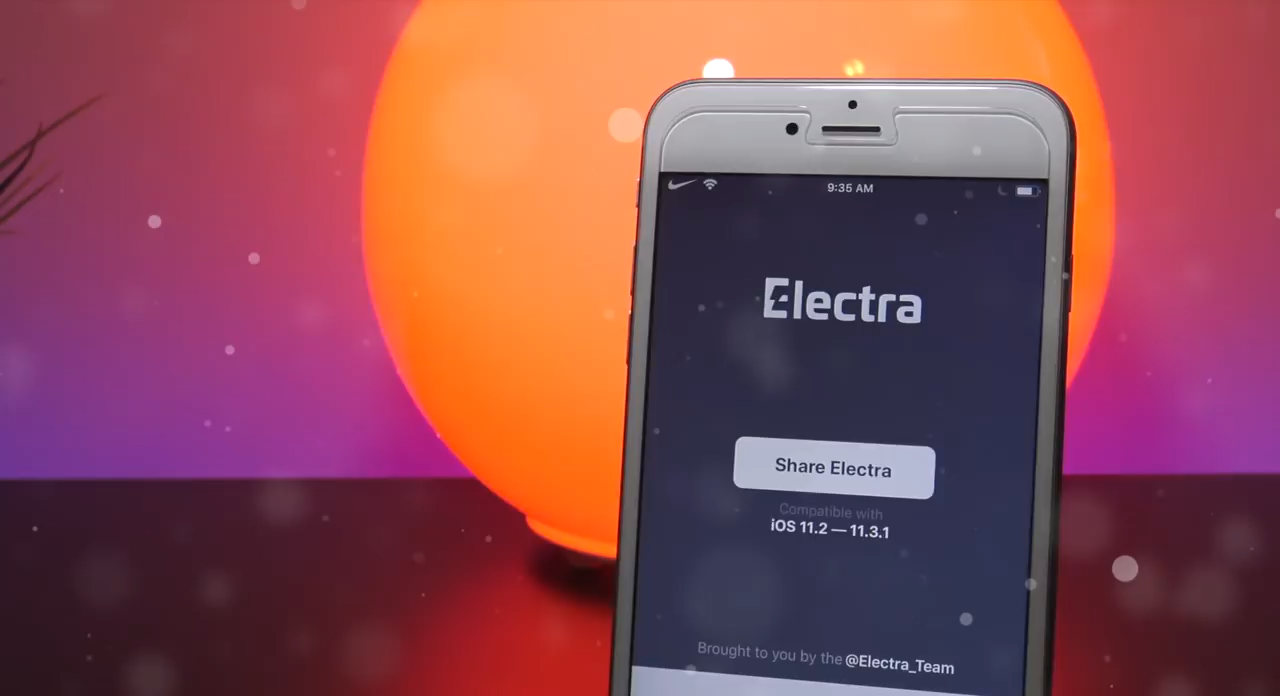 9:35 AM
Electra
Share Electra
Compatible with
iOS 11.2 — 11.3.1
Brought to you by the @Electra_Team